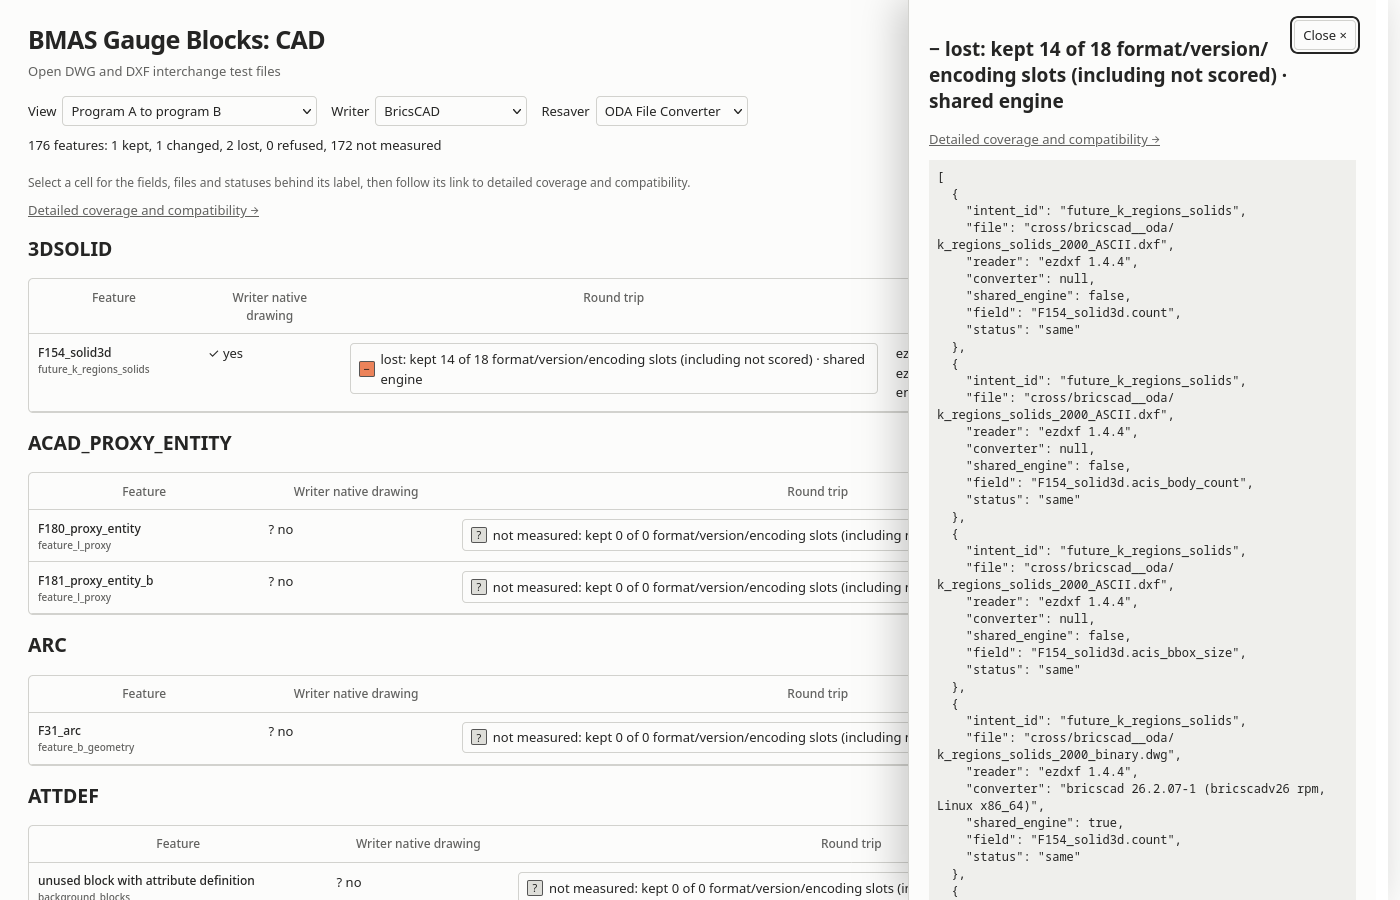 BMAS Gauge Blocks: CAD
Open DWG and DXF interchange test files
View Program A to program B Writer BricsCAD Resaver ODA File Converter
176 features: 1 kept, 1 changed, 2 lost, 0 refused, 172 not measured
Select a cell for the fields, files and statuses behind its label, then follow its link to detailed coverage and compatibility.
Detailed coverage and compatibility →
3DSOLID
Feature Writer native drawing Round trip
F154_solid3d
future_k_regions_solids
✓ yes
− lost: kept 14 of 18 format/version/encoding slots (including not scored) · shared
engine
ez
ez
er
ACAD_PROXY_ENTITY
Feature Writer native drawing Round trip
F180_proxy_entity
feature_l_proxy
? no
? not measured: kept 0 of 0 format/version/encoding slots (including
F181_proxy_entity_b
feature_l_proxy
? no
? not measured: kept 0 of 0 format/version/encoding slots (including
ARC
Feature Writer native drawing Round trip
F31_arc
feature_b_geometry
? no
? not measured: kept 0 of 0 format/version/encoding slots (including
ATTDEF
Feature Writer native drawing Round trip
unused block with attribute definition
background_blocks
? no
? not measured: kept 0 of 0 format/version/encoding slots (in
Close ×
− lost: kept 14 of 18 format/version/
encoding slots (including not scored) ·
shared engine
Detailed coverage and compatibility →
[
{
"intent_id": "future_k_regions_solids",
"file": "cross/bricscad__oda/
k_regions_solids_2000_ASCII.dxf",
"reader": "ezdxf 1.4.4",
"converter": null,
"shared_engine": false,
"field": "F154_solid3d.count",
"status": "same"
},
{
"intent_id": "future_k_regions_solids",
"file": "cross/bricscad__oda/
k_regions_solids_2000_ASCII.dxf",
"reader": "ezdxf 1.4.4",
"converter": null,
"shared_engine": false,
"field": "F154_solid3d.acis_body_count",
"status": "same"
},
{
"intent_id": "future_k_regions_solids",
"file": "cross/bricscad__oda/
k_regions_solids_2000_ASCII.dxf",
"reader": "ezdxf 1.4.4",
"converter": null,
"shared_engine": false,
"field": "F154_solid3d.acis_bbox_size",
"status": "same"
},
{
"intent_id": "future_k_regions_solids",
"file": "cross/bricscad__oda/
k_regions_solids_2000_binary.dwg",
"reader": "ezdxf 1.4.4",
"converter": "bricscad 26.2.07-1 (bricscadv26 rpm,
Linux x86_64)",
"shared_engine": true,
"field": "F154_solid3d.count",
"status": "same"
},
{